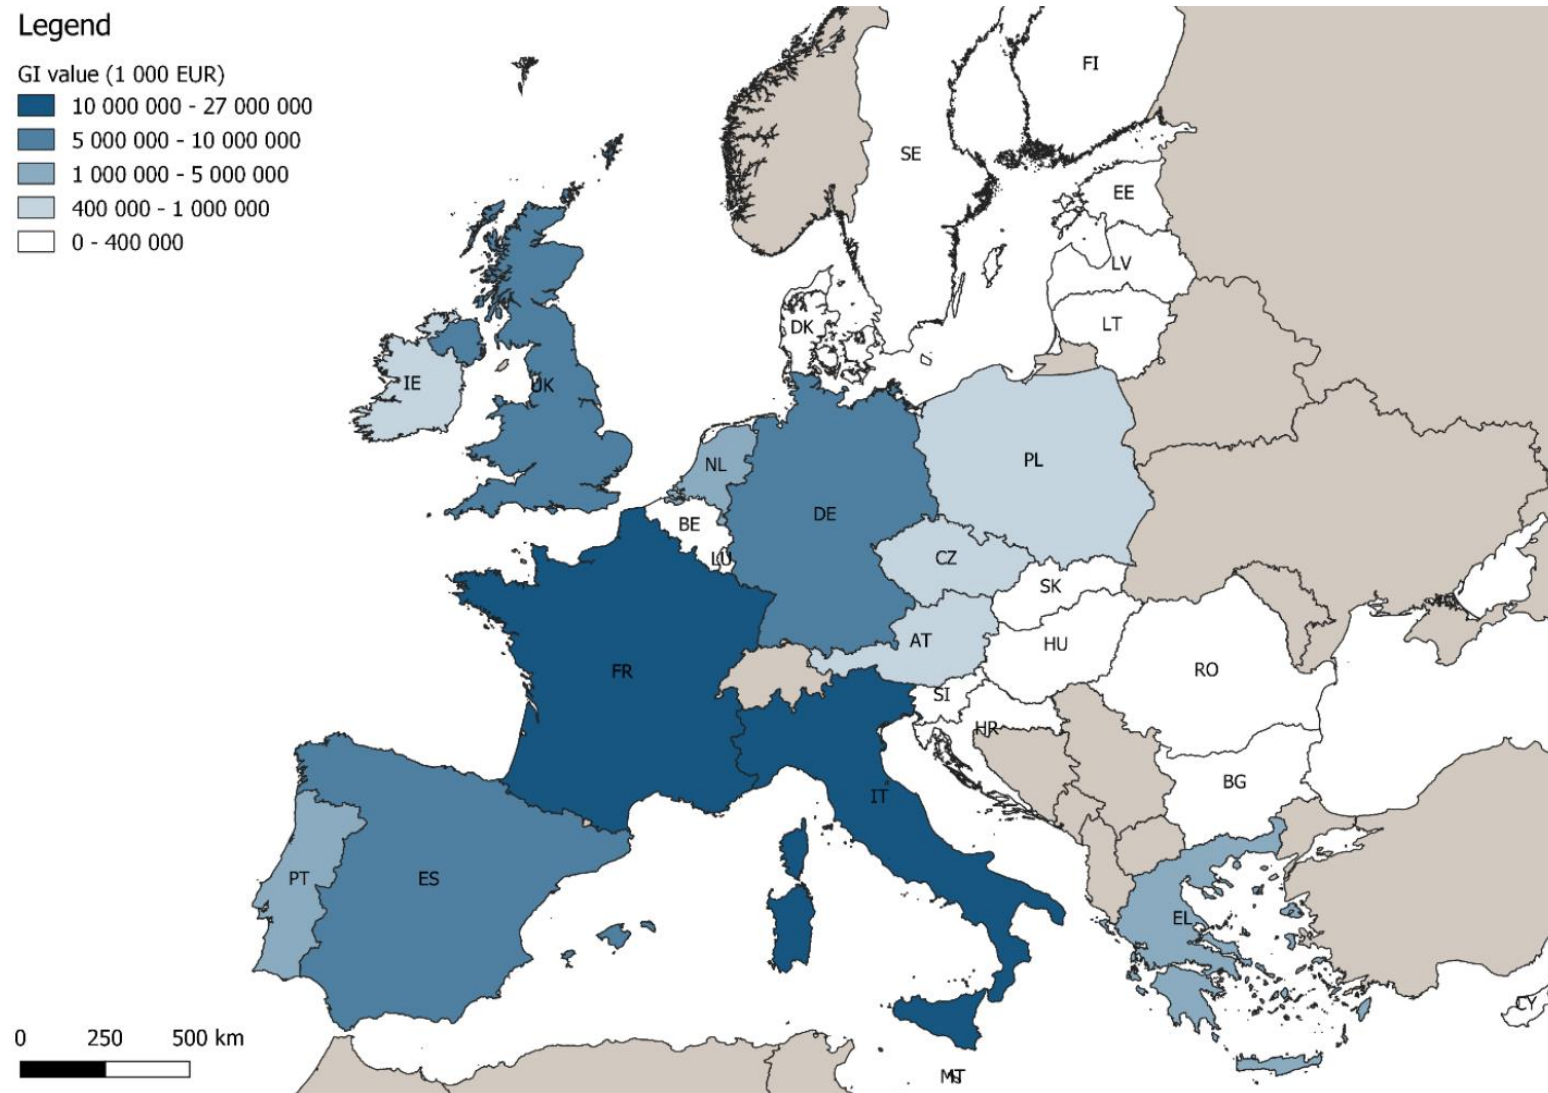 Legend
GI value (1 000 EUR)
10 000 000 - 27 000 000
5 000 000 - 10 000 000
1 000 000 - 5 000 000
400 000 - 1 000 000
0 - 400 000
FI
SE
EE
LV
LT
DK
IE
UK
NL
PL
DE
BE
LU
CZ
SK
AT
HU
FR
RO
SI
HR
BG
IT
PT
ES
EL
CY
MT
0 250 500 km